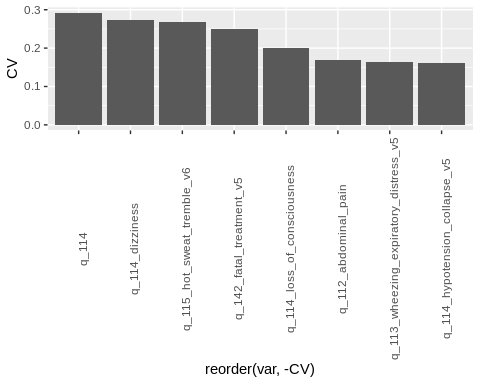 0.3
0.2
0.1
0.0
CV
q_114
q_114_dizziness
q_115_hot_sweat_tremble_v6
q_142_fatal_treatment_v5
q_114_loss_of_consciousness
q_112_abdominal_pain
q_113_wheezing_expiratory_distress_v5
q_114_hypotension_collapse_v5
reorder(var, -CV)